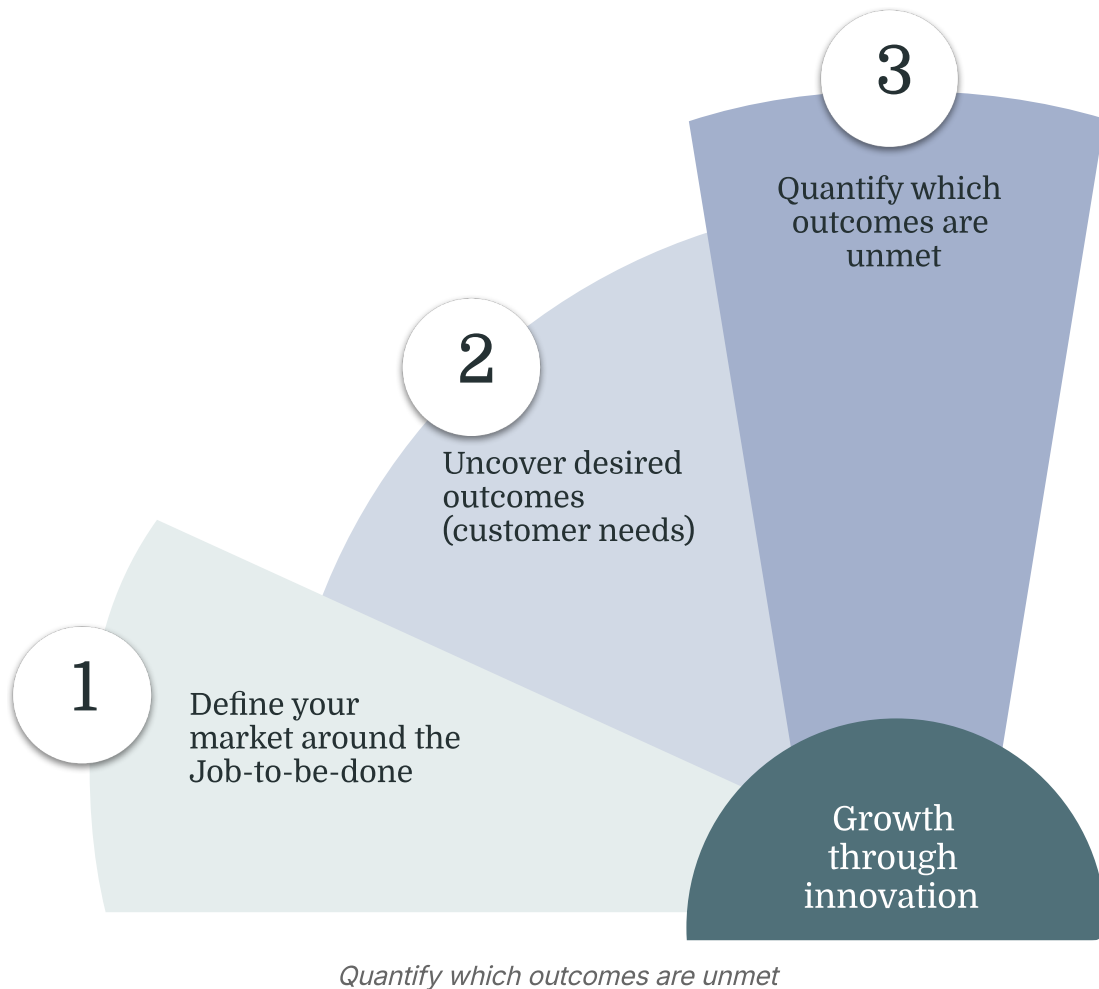 3
Quantify which
outcomes are
unmet
2
Uncover desired
outcomes
(customer needs)
1
Define your
market around the
Job-to-be-done
Growth
through
innovation
Quantify which outcomes are unmet